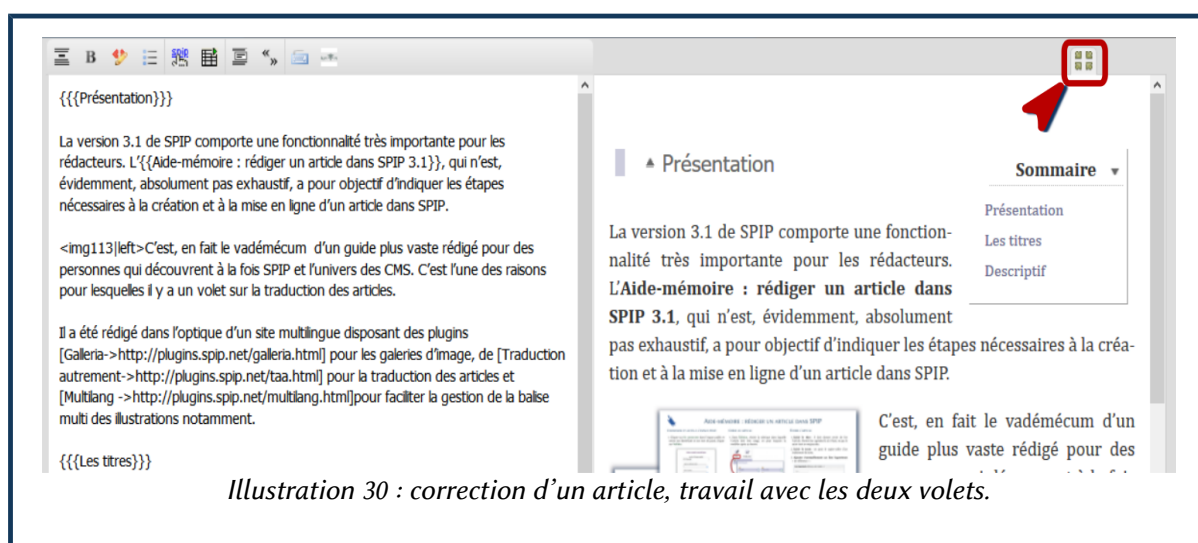 {{{Présentation}}}
La version 3.1 de SPIP comporte une fonctionnalité très importante pour les
rédacteurs. L’{{Aide-mémoire : rédiger un article dans SPIP 3.1}}, qui n’est,
évidemment, absolument pas exhaustif, a pour objectif d’indiquer les étapes
nécessaires à la création et à la mise en ligne d’un article dans SPIP.
<img113|left>C’est, en fait le vadémécum  d’un guide plus vaste rédigé pour des
personnes qui découvrent à la fois SPIP et l’univers des CMS. C’est l’une des raisons
pour lesquelles il y a un volet sur la traduction des articles.
Il a été rédigé dans l’optique d’un site multilingue disposant des plugins
[Galleria->http://plugins.spip.net/galleria.html] pour les galeries d’image, de [Traduction
autrement->http://plugins.spip.net/taa.html] pour la traduction des articles et
[Multilang ->http://plugins.spip.net/multilang.html]pour faciliter la gestion de la balise
multi des illustrations notamment.
{{{Les titres}}}
Présentation
Sommaire
Présentation
Les titres
Descriptif
La version 3.1 de SPIP comporte une fonction-
nalité très importante pour les rédacteurs.
L’Aide-mémoire : rédiger un article dans
SPIP 3.1, qui n’est, évidemment, absolument
pas exhaustif, a pour objectif d’indiquer les étapes nécessaires à la créa-
tion et à la mise en ligne d’un article dans SPIP.
AIDE-MÉMOIRE : RÉDIGER UN ARTICLE DANS SPIP
C’est, en fait le vadémécum d’un
guide plus vaste rédigé pour des
Illustration 30 : correction d’un article, travail avec les deux volets.